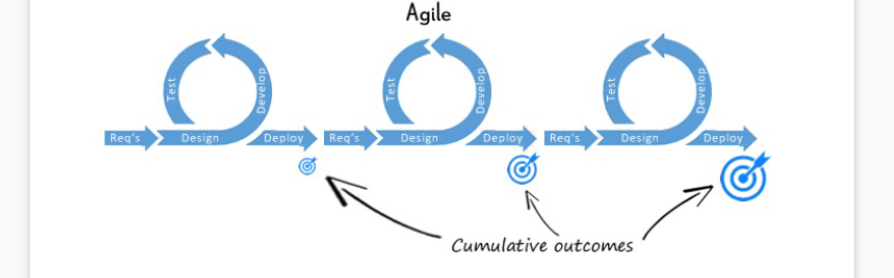 Agile
Test
Develop
Req's
Design
Deploy
Test
Develop
Req's
Design
Deploy
Test
Develop
Req's
Design
Deploy
Cumulative outcomes